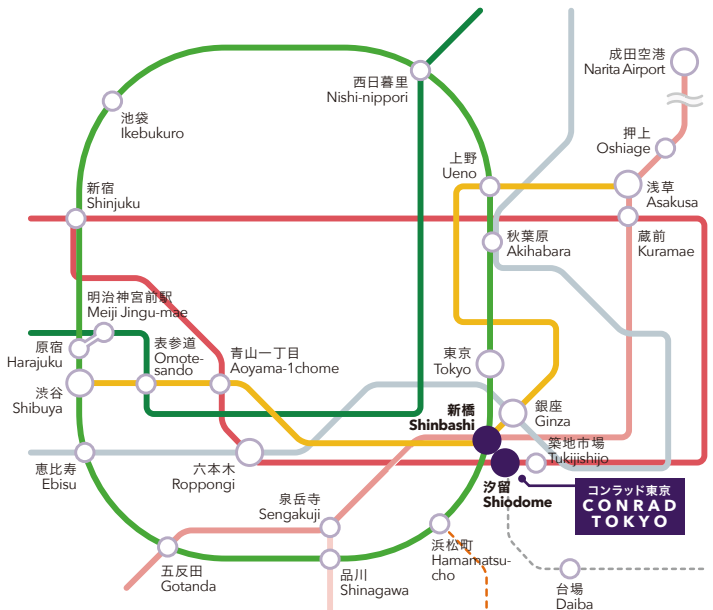 成田空港
Narita Airport
西日暮里
Nishi-nippori
池袋
Ikebukuro
押上
Oshiage
上野
Ueno
新宿
Shinjuku
浅草
Asakusa
秋葉原
Akihabara
蔵前
Kuramae
明治神宮前駅
Meiji Jingu-mae
原宿
Harajuku
表参道
Omote-
sando
青山一丁目
Aoyama-1chome
東京
Tokyo
渋谷
Shibuya
新橋
Shinbashi
銀座
Ginza
築地市場
Tukijishijo
恵比寿
Ebisu
六本木
Roppongi
汐留
Shiodome
コンラッド東京
CONRAD
TOKYO
泉岳寺
Sengakuji
五反田
Gotanda
品川
Shinagawa
浜松町
Hamamatsu-
cho
台場
Daiba